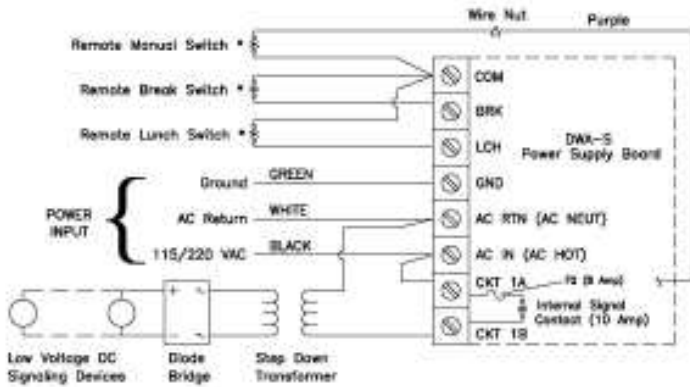 Wire Nut
Purple
Remote Manual Switch *
Remote Break Switch *
Remote Lunch Switch *
COM
BRK
LCH
DWA-S
Power Supply Board
GND
Ground
GREEN
POWER
INPUT
AC Return
WHITE
AC RTN (AC NEUT)
115/220 VAC
BLACK
AC IN (AC HOT)
CKT 1A
Internal Signal
Contact (10 Amp)
CKT 1B
+
-
Low Voltage DC
Signaling Devices
Diode
Bridge
Step Down
Transformer